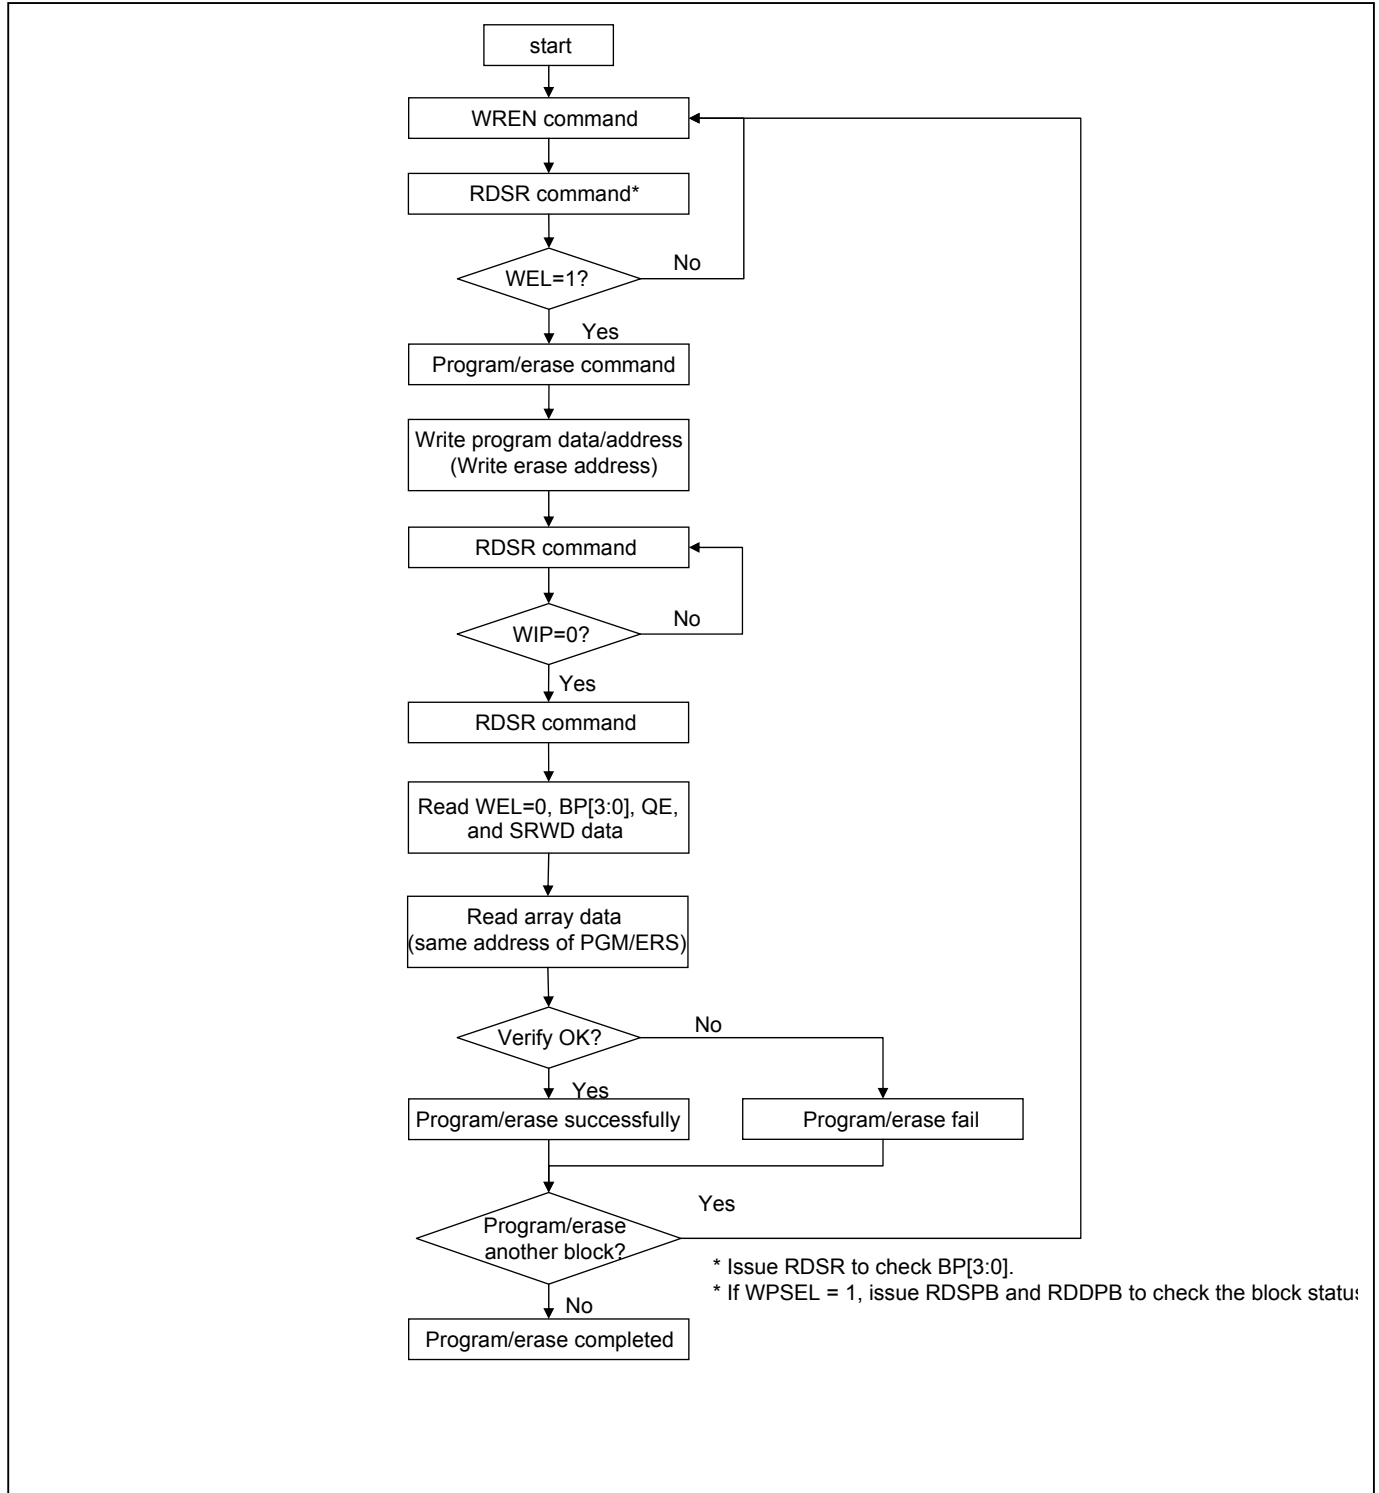 start
WREN command
RDSR command*
WEL=1?
No
Yes
Program/erase command
Write program data/address
(Write erase address)
RDSR command
WIP=0?
No
Yes
RDSR command
Read WEL=0, BP[3:0], QE,
and SRWD data
Read array data
(same address of PGM/ERS)
Verify OK?
No
Yes
Program/erase successfully
Program/erase fail
Yes
Program/erase
another block?
* Issue RDSR to check BP[3:0].
* If WPSEL = 1, issue RDSPB and RDDPB to check the block status
No
Program/erase completed